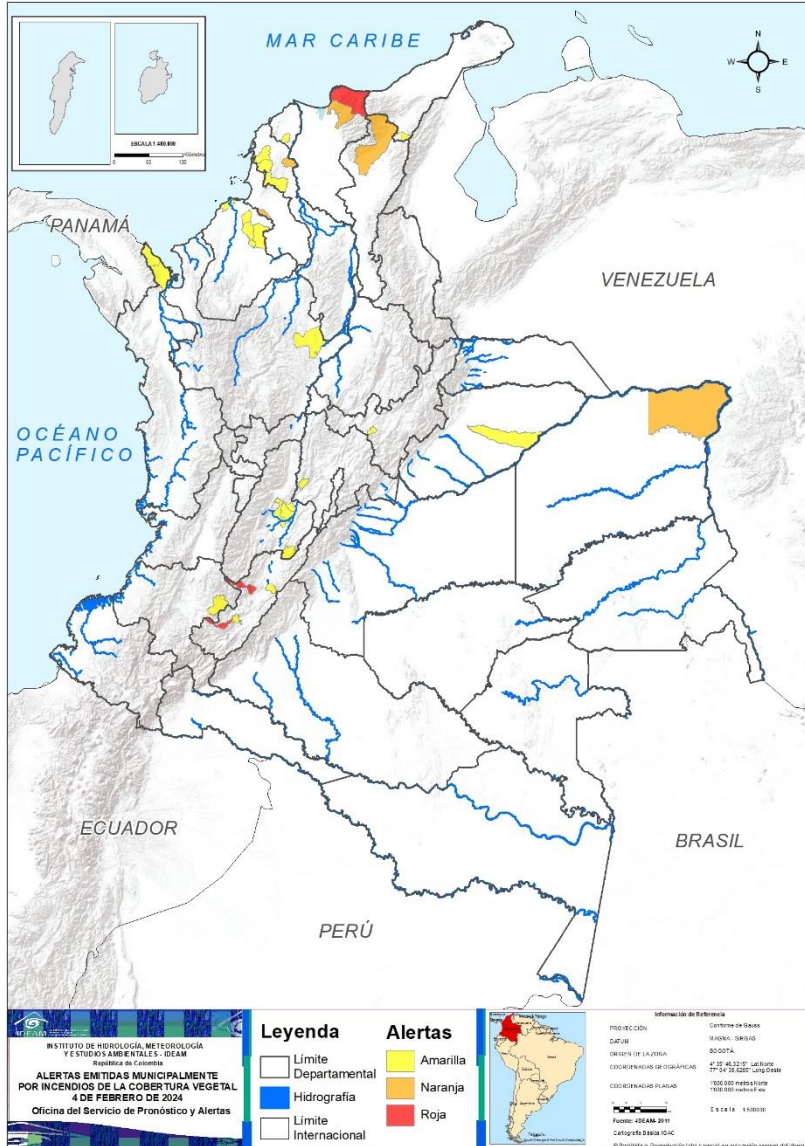 MAR CARIBE
N
W
E
S
ESCALA 1:400.000
PANAMÁ
VENEZUELA
OCÉANO
PACÍFICO
ECUADOR
BRASIL
PERÚ
IDEAM
INSTITUTO DE HIDROLOGÍA, METEOROLOGÍA
Y ESTUDIOS AMBIENTALES - IDEAM
República de Colombia
ALERTAS EMITIDAS MUNICIPALMENTE
POR INCENDIOS DE LA COBERTURA VEGETAL
4 DE FEBRERO DE 2024
Oficina del Servicio de Pronóstico y Alertas
Leyenda
Límite
Departamental
Hidrografía
Límite
Internacional
Alertas
Amarilla
Naranja
Roja
Información de Referencia
PROYECCIÓN Conforme de Gauss
DATUM MAGNA - SIRGAS
ORIGEN DE LA ZONA BOGOTÁ
COORDENADAS GEOGRÁFICAS
COORDENADAS PLANAS
Escala
Fuente: IDEAM- 2011
Cartografía Básica IGAC